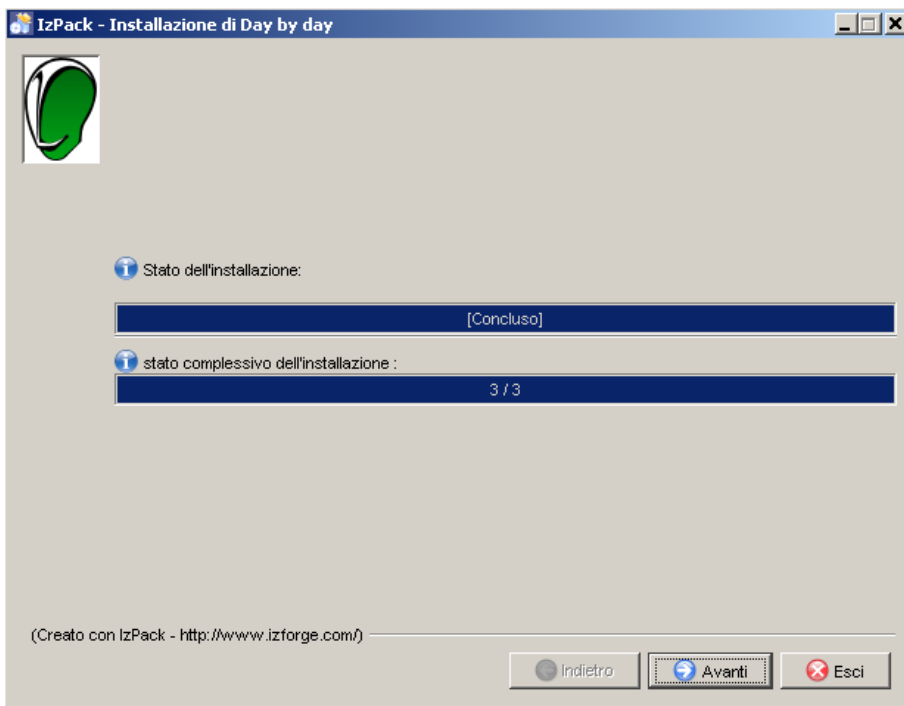 IzPack - Installazione di Day by day
Stato dell'installazione:
[Concluso]
stato complessivo dell'installazione :
3 / 3
(Creato con IzPack - http://www.izforge.com/)
Indietro
Avanti
Esci